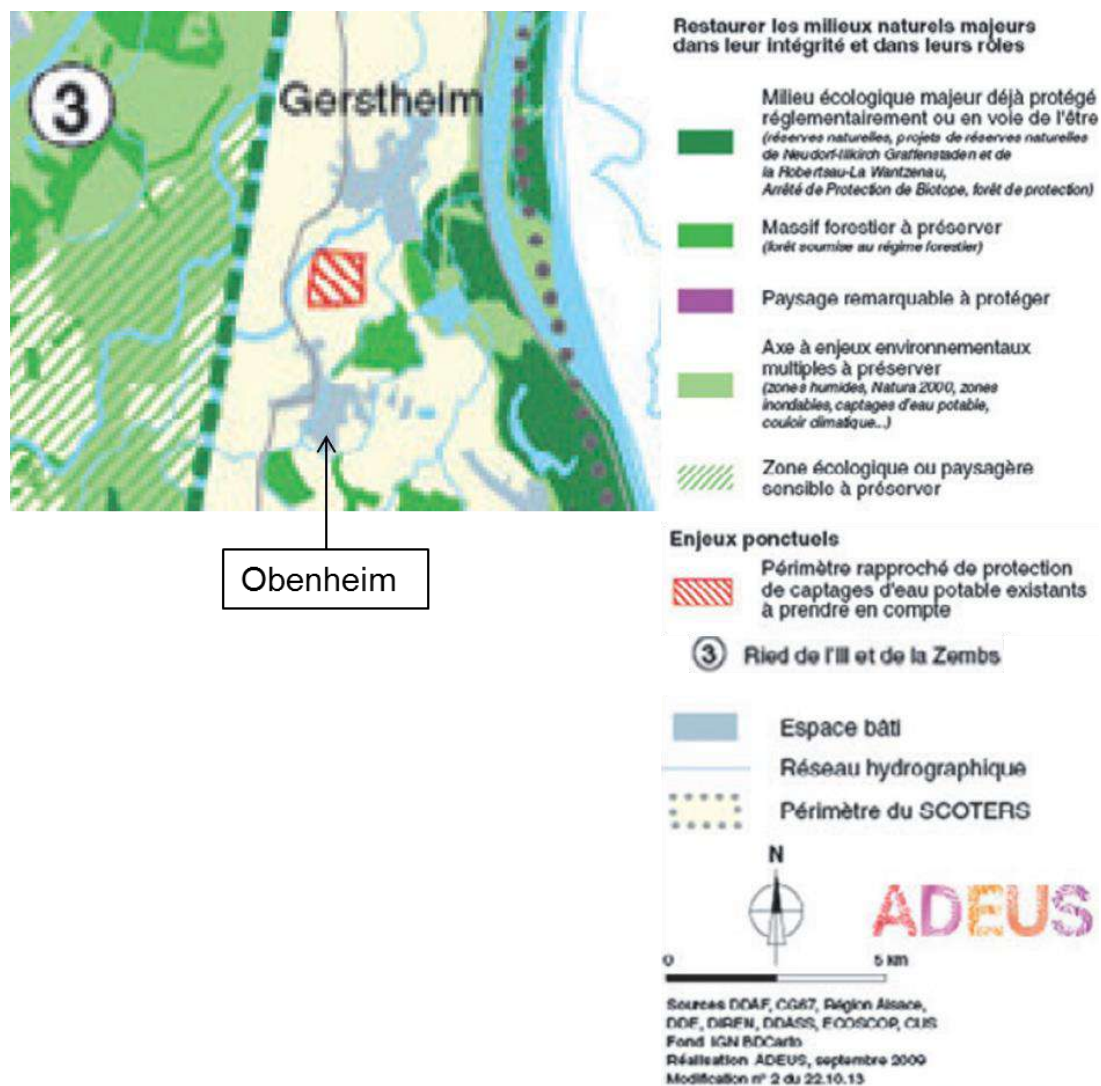 3
Gerstheim
Obenheim
Restaurer les milieux naturels majeurs
dans leur intégrité et dans leurs rôles
Milieu écologique majeur déjà protégé
réglementairement ou en voie de l'être
(réserves naturelles, projets de réserves naturelles
de Neudorf-Illkirch Graffenstaden et de
la Robertsau-La Wantzenau,
Arrêté de Protection de Biotope, forêt de protection)
Massif forestier à préserver
(forêt soumise au régime forestier)
Paysage remarquable à protéger
Axe à enjeux environnementaux
multiples à préserver
(zones humides, Natura 2000, zones
inondables, captages d'eau potable,
couloir climatique...)
Zone écologique ou paysagère
sensible à préserver
Enjeux ponctuels
Périmètre rapproché de protection
de captages d'eau potable existants
à prendre en compte
3 Ried de l'Ill et de la Zembs
Espace bâti
Réseau hydrographique
Périmètre du SCOTERS
N
ADEUS
0 5 km
Sources DDAF, CG67, Région Alsace,
DDE, DIREN, DDASS, ECOSCOP, CUS
Fond IGN BDCarto
Réalisation ADEUS, septembre 2009
Modification n° 2 du 22.10.13